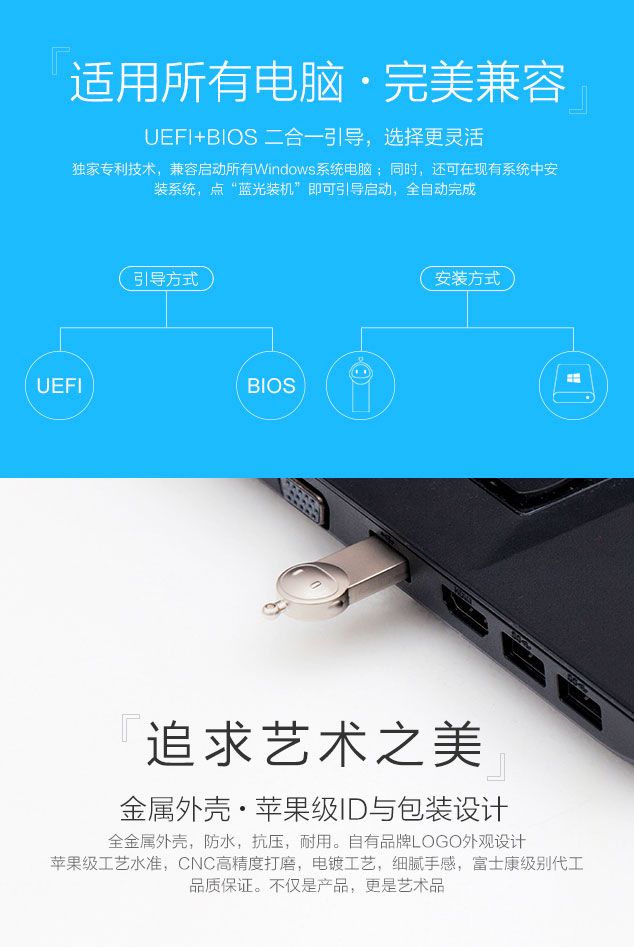 『适用所有电脑·完美兼容』
UEFI+BIOS 二合一引导，选择更灵活
独家专利技术，兼容启动所有Windows系统电脑；同时，还可在现有系统中安
装系统，点“蓝光装机”即可引导启动，全自动完成
引导方式
安装方式
UEFI
BIOS
『追求艺术之美』
金属外壳·苹果级ID与包装设计
全金属外壳，防水，抗压，耐用。自有品牌LOGO外观设计
苹果级工艺水准，CNC高精度打磨，电镀工艺，细腻手感，富士康级别代工
品质保证。不仅是产品，更是艺术品